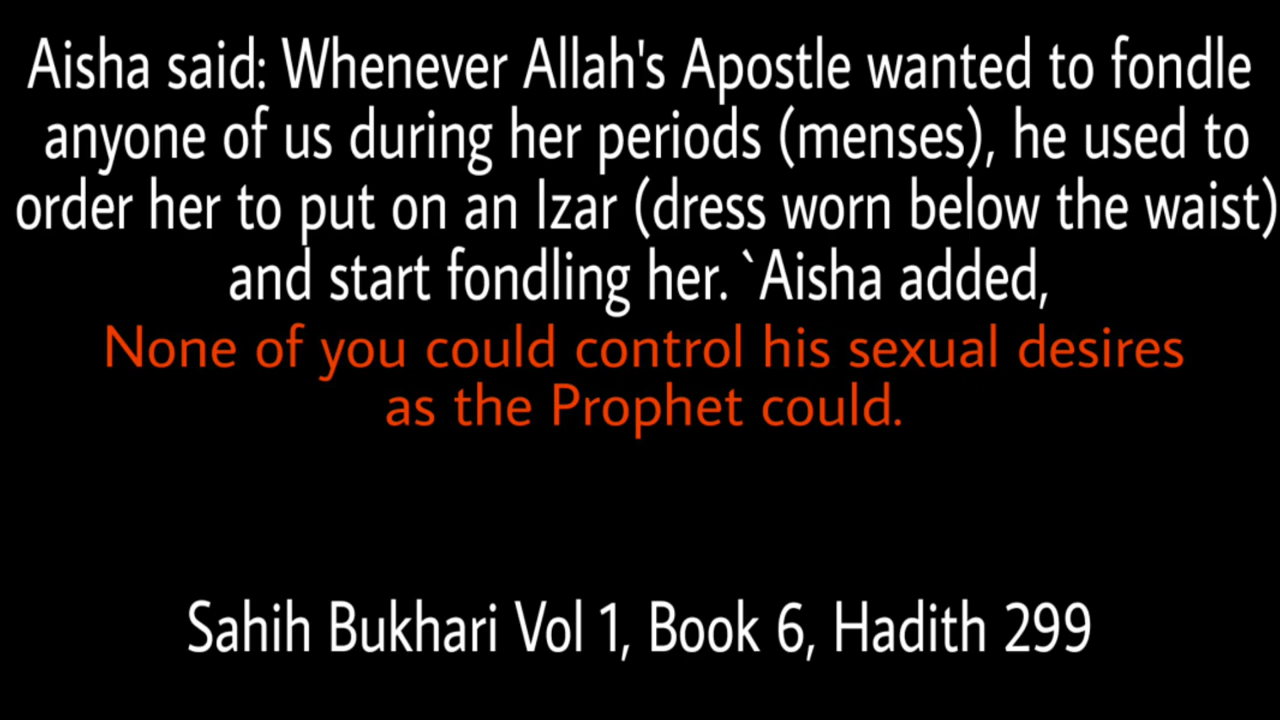 Aisha said: Whenever Allah's Apostle wanted to fondle
anyone of us during her periods (menses), he used to
order her to put on an Izar (dress worn below the waist)
and start fondling her. `Aisha added,
None of you could control his sexual desires
as the Prophet could.
Sahih Bukhari Vol 1, Book 6, Hadith 299